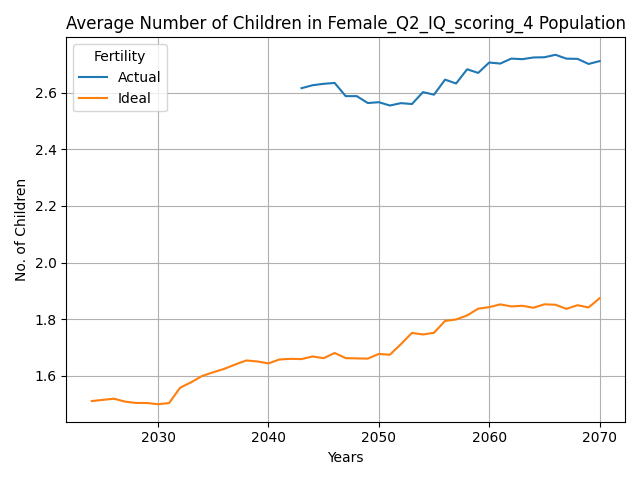 Average Number of Children in Female_Q2_IQ_scoring_4 Population
Fertility
Actual
Ideal
No. of Children
2.6
2.4
2.2
2.0
1.8
1.6
2030 2040 2050 2060 2070
Years